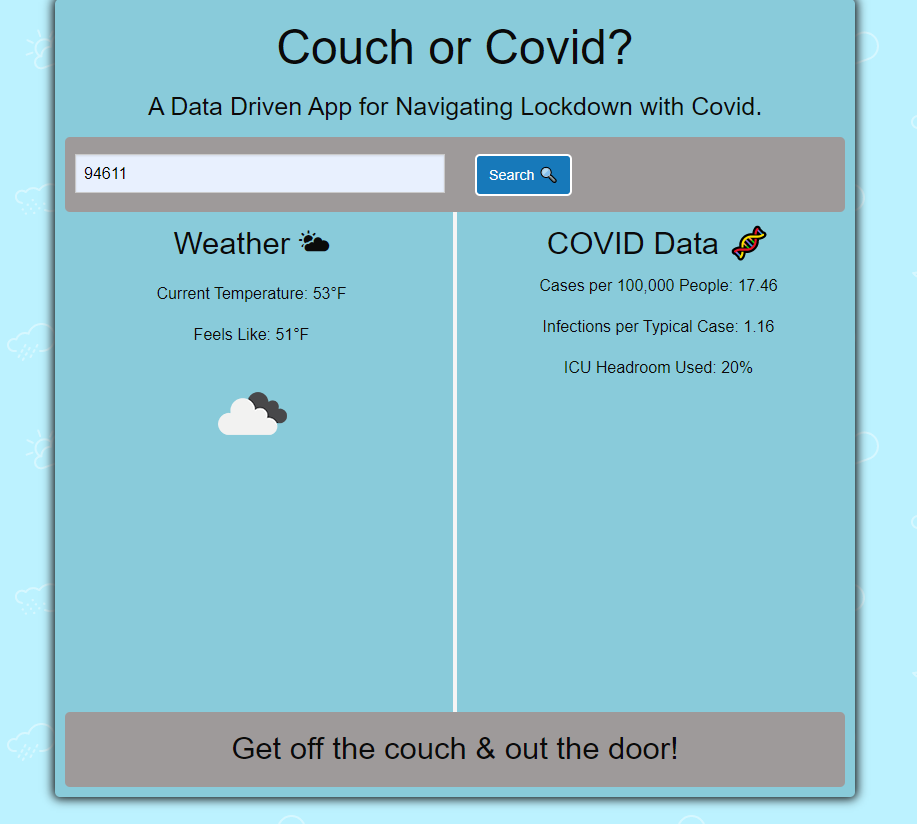 Couch or Covid?
A Data Driven App for Navigating Lockdown with Covid.
94611
Search 🔍
Weather 🌥
Current Temperature: 53°F
Feels Like: 51°F
COVID Data 🧬
Cases per 100,000 People: 17.46
Infections per Typical Case: 1.16
ICU Headroom Used: 20%
Get off the couch & out the door!